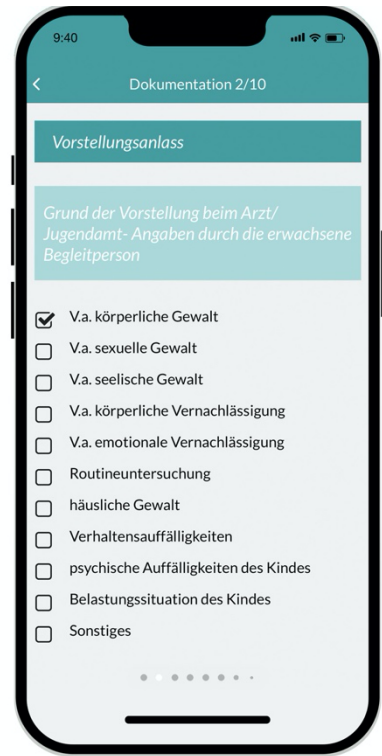 9:40
Dokumentation 2/10
Vorstellungsanlass
Grund der Vorstellung beim Arzt/
Jugendamt- Angaben durch die erwachsene
Begleitperson
V.a. körperliche Gewalt
V.a. sexuelle Gewalt
V.a. seelische Gewalt
V.a. körperliche Vernachlässigung
V.a. emotionale Vernachlässigung
Routineuntersuchung
häusliche Gewalt
Verhaltensauffälligkeiten
psychische Auffälligkeiten des Kindes
Belastungssituation des Kindes
Sonstiges